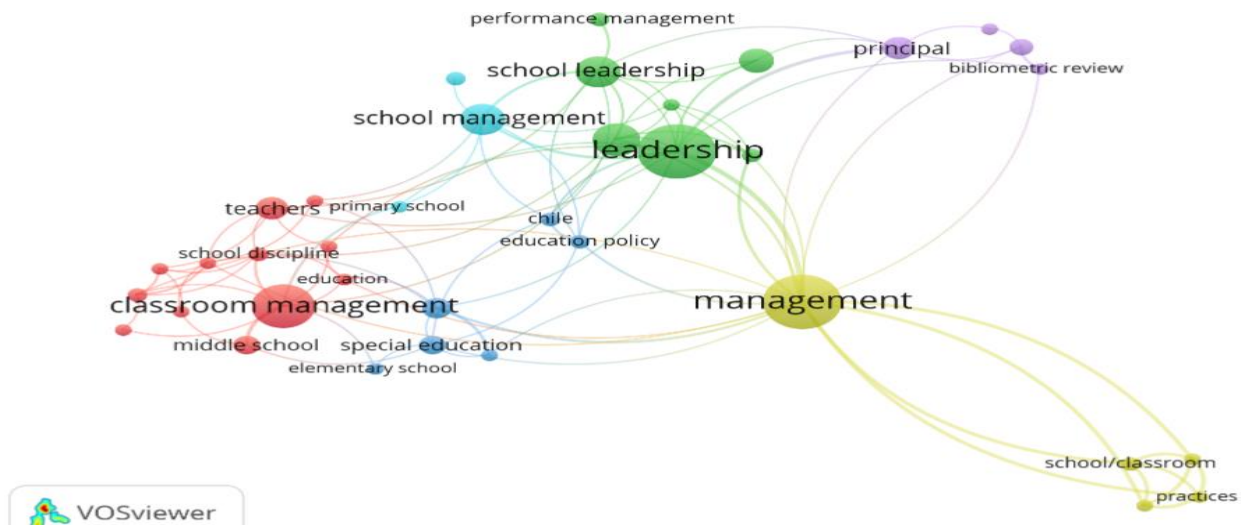 performance management
principal
school leadership
bibliometric review
school management
leadership
teachers
primary school
chile
school discipline
education policy
education
classroom management
management
middle school
special education
elementary school
school/classroom
practices
VOSviewer